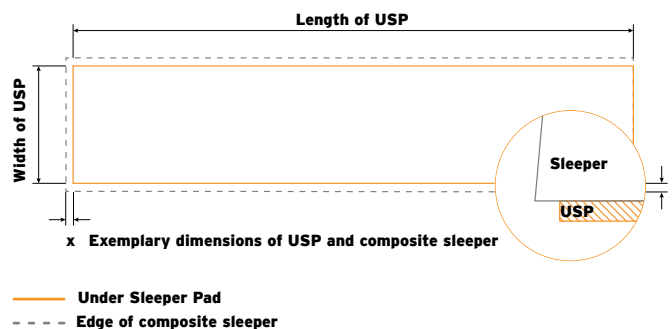 Length of USP
Width of USP
Sleeper
USP
x Exemplary dimensions of USP and composite sleeper
Under Sleeper Pad
Edge of composite sleeper